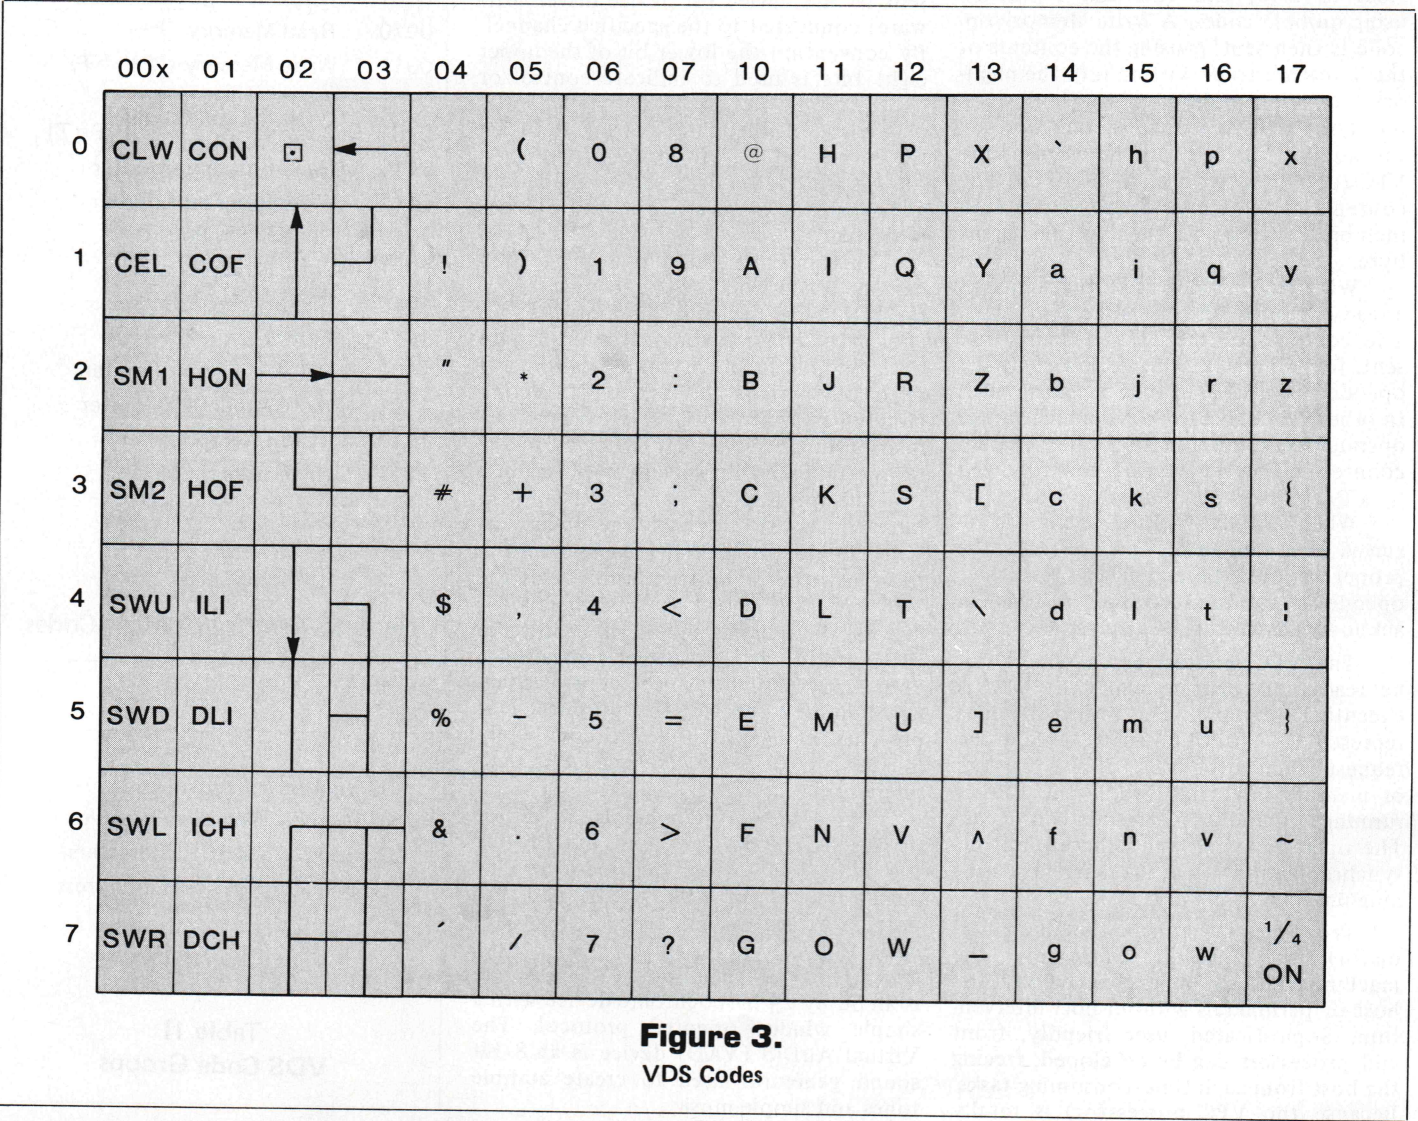 00x 01 02 03 04 05 06 07 10 11 12 13 14 15 16 17
0 CLW CON ( 0 8 @ H P X ` h p x
1 CEL COF ! ) 1 9 A I Q Y a i q y
2 SM1 HON " * 2 : B J R Z b j r z
3 SM2 HOF # + 3 ; C K S [ c k s {
4 SWU ILI $ , 4 < D L T \ d l t ¦
5 SWD DLI % - 5 = E M U ] e m u }
6 SWL ICH & . 6 > F N V ∧ f n v ~
7 SWR DCH ´ / 7 ? G O W _ g o w 1/4
ON
Figure 3.
VDS Codes